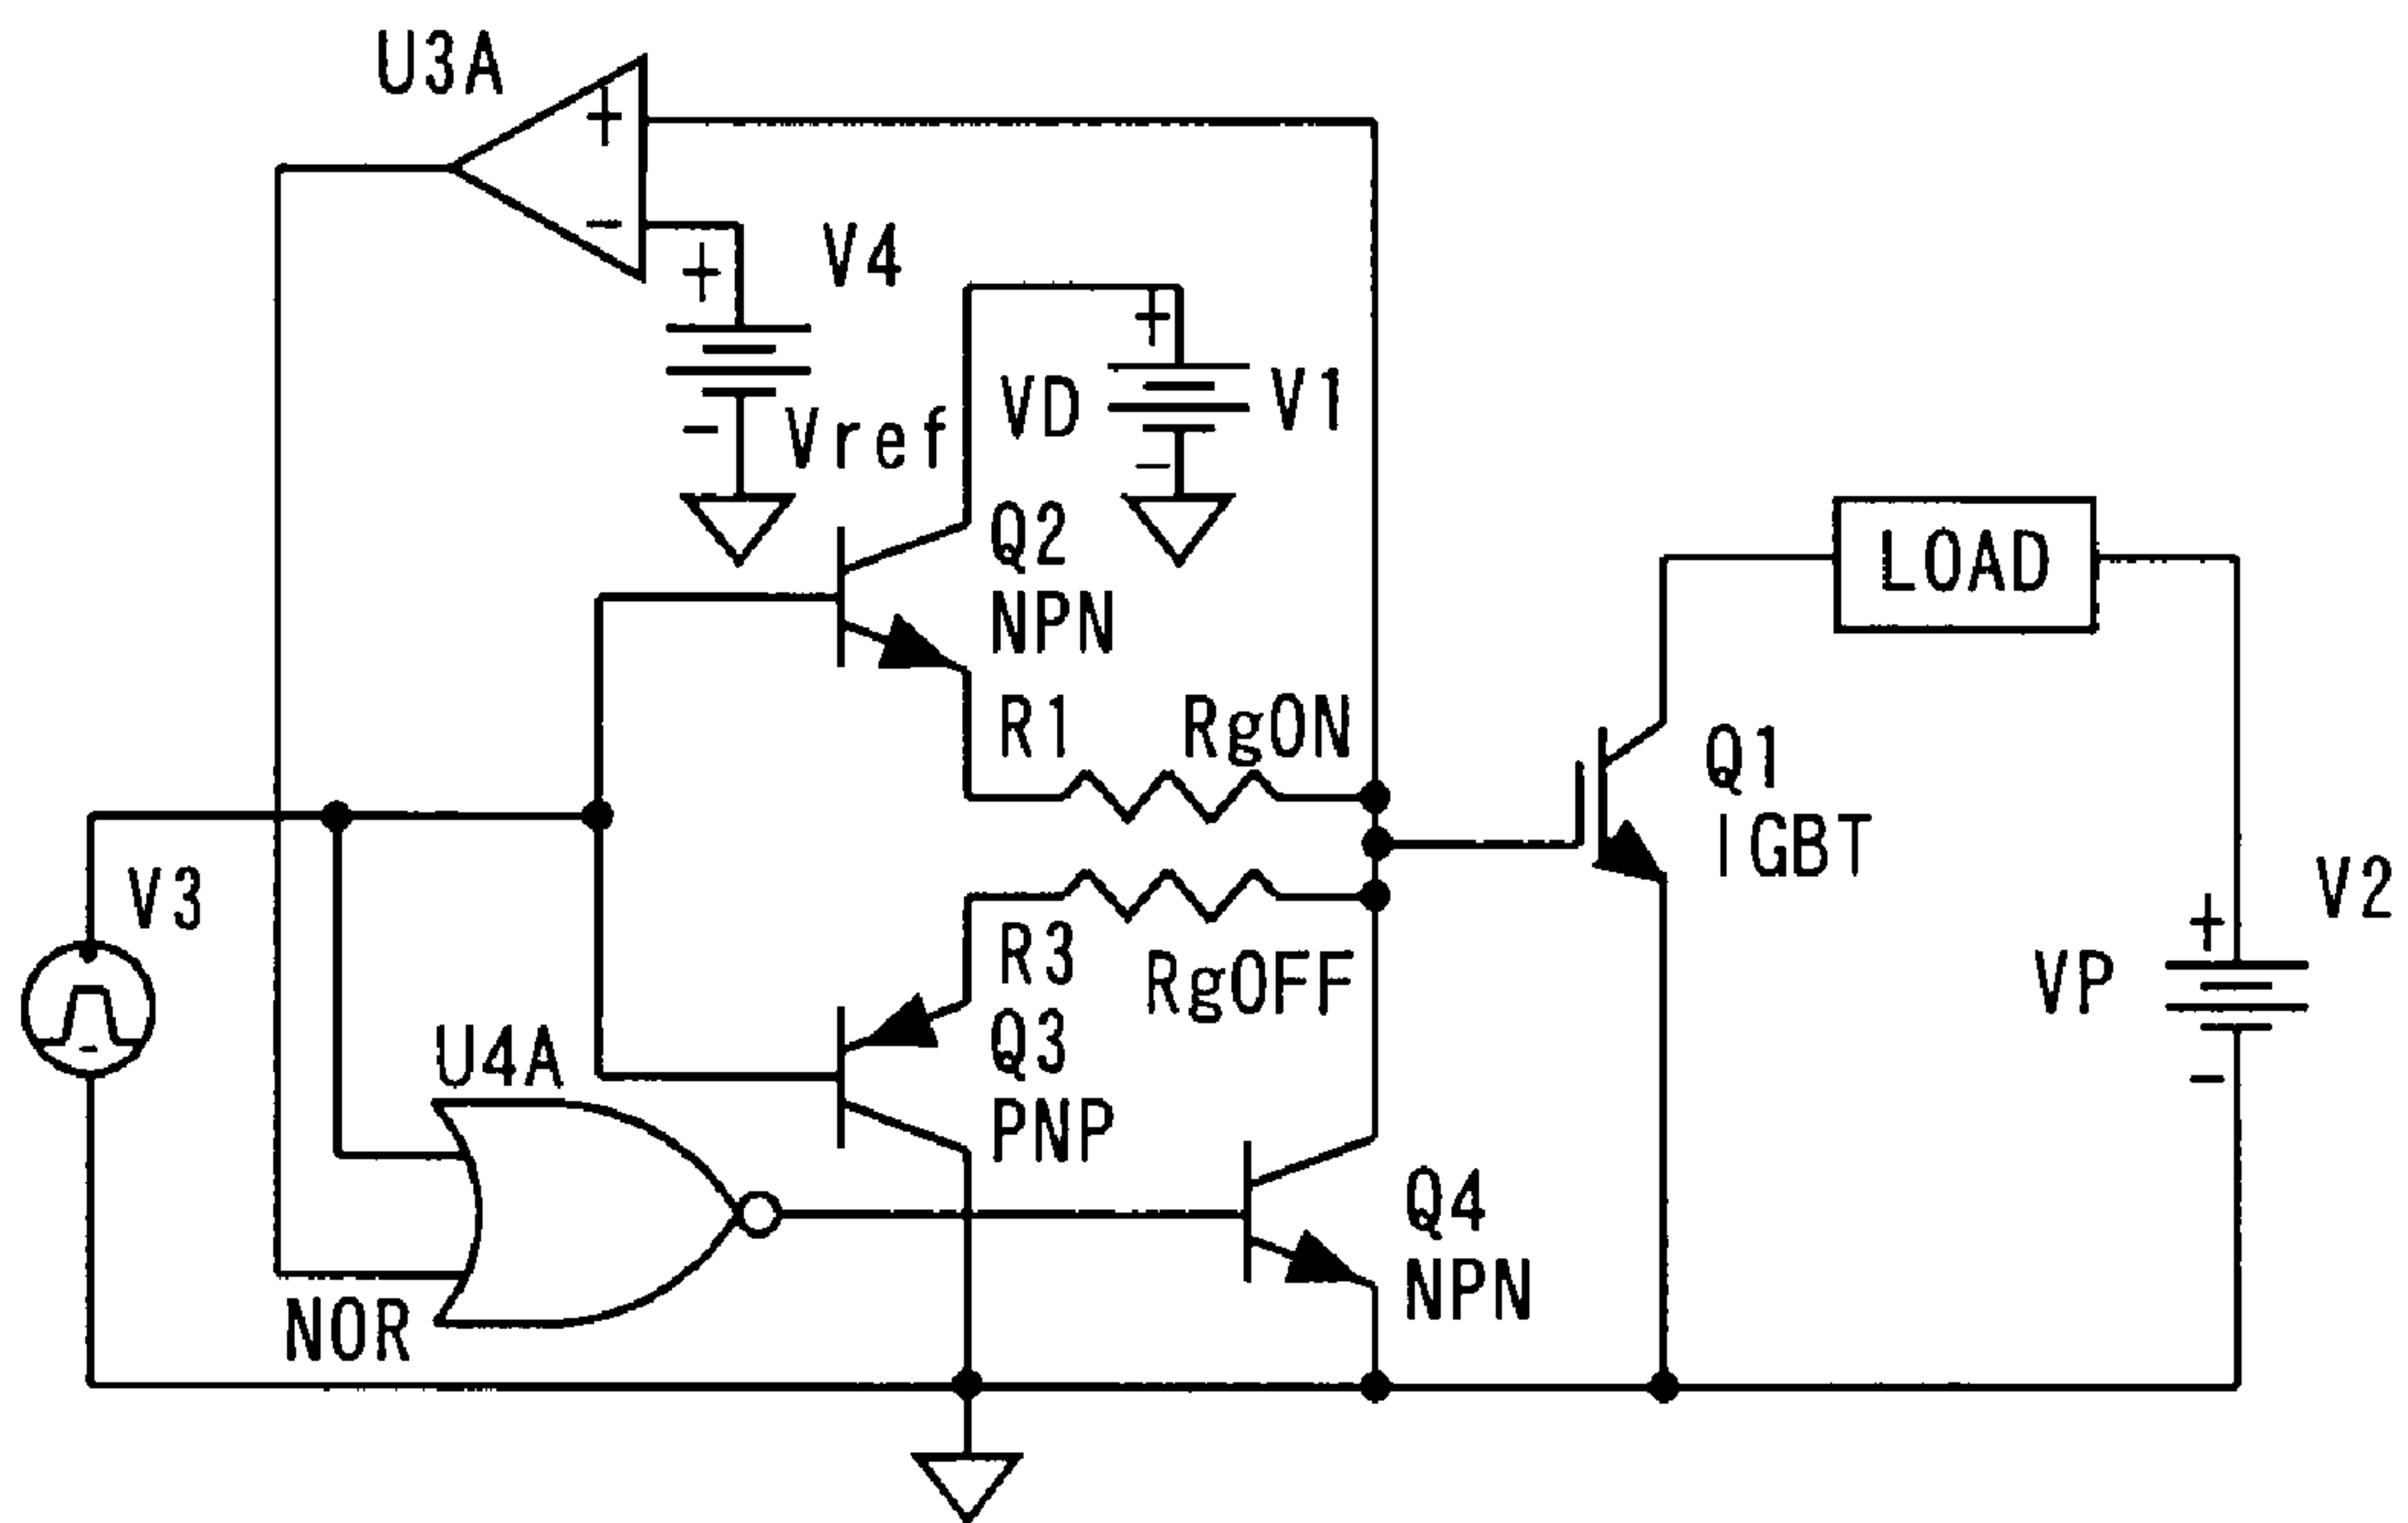 U3A
+
-
V4
+
-
Vref
+
VD
V1
-
Q2
NPN
LOAD
R1
RgON
Q1
IGBT
V3
R3
RgOFF
Q3
PNP
+
V2
VP
-
U4A
NOR
Q4
NPN
-